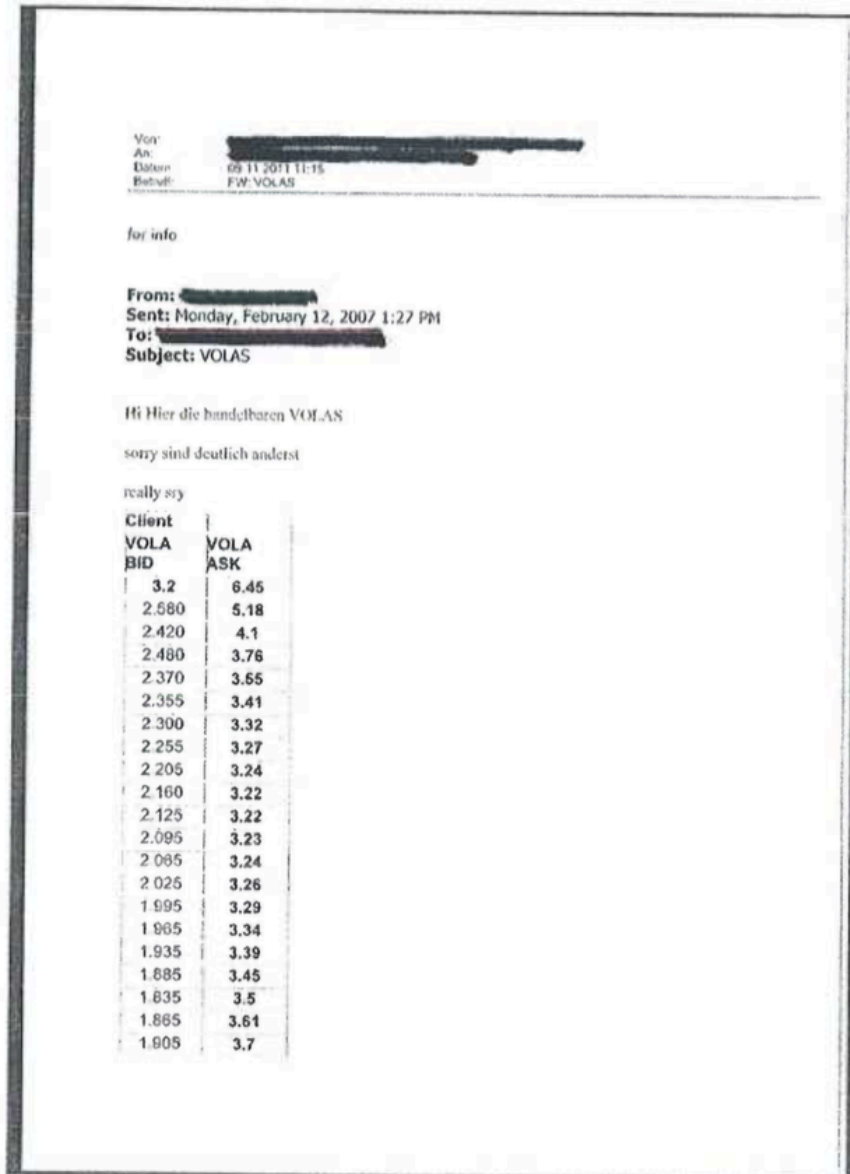 Von:
An:
Datum: 09 11 2011 11:15
Betreff: FW: VOLAS
for info
From:
Sent: Monday, February 12, 2007 1:27 PM
To:
Subject: VOLAS
Hi Hier die handelbaren VOLAS
sorry sind deutlich anderst
really sry
Client
VOLA VOLA
BID ASK
3.2 6.45
2.580 5.18
2.420 4.1
2.480 3.76
2.370 3.55
2.355 3.41
2.300 3.32
2.255 3.27
2.205 3.24
2.160 3.22
2.125 3.22
2.095 3.23
2.065 3.24
2.025 3.26
1.995 3.29
1.965 3.34
1.935 3.39
1.885 3.45
1.835 3.5
1.865 3.61
1.905 3.7